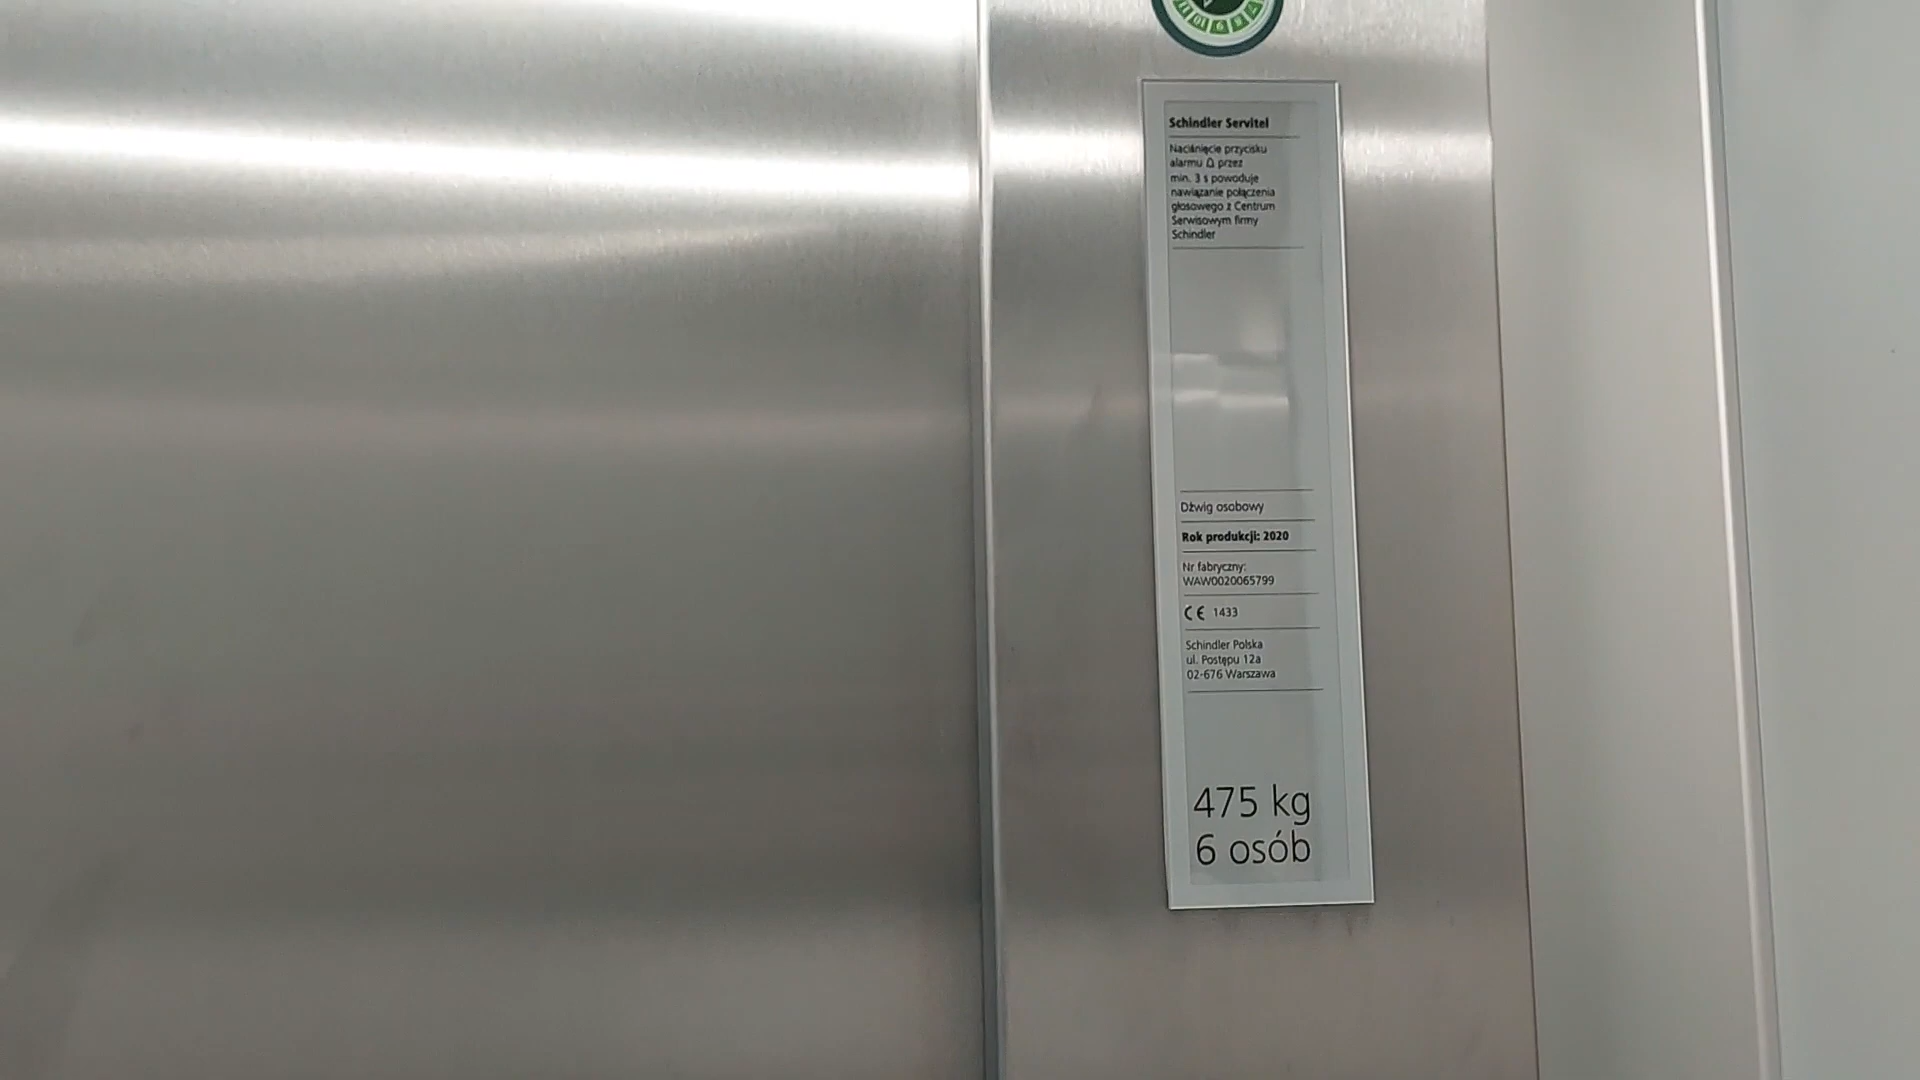 Schindler Servitel
Naciśnięcie przycisku
alarmu przez
min. 3 s powoduje
nawiązanie połączenia
głosowego z Centrum
Serwisowym firmy
Schindler
Dźwig osobowy
Rok produkcji: 2020
Nr fabryczny:
WAW0020065799
CE 1433
Schindler Polska
ul. Postępu 12a
02-676 Warszawa
475 kg
6 osób